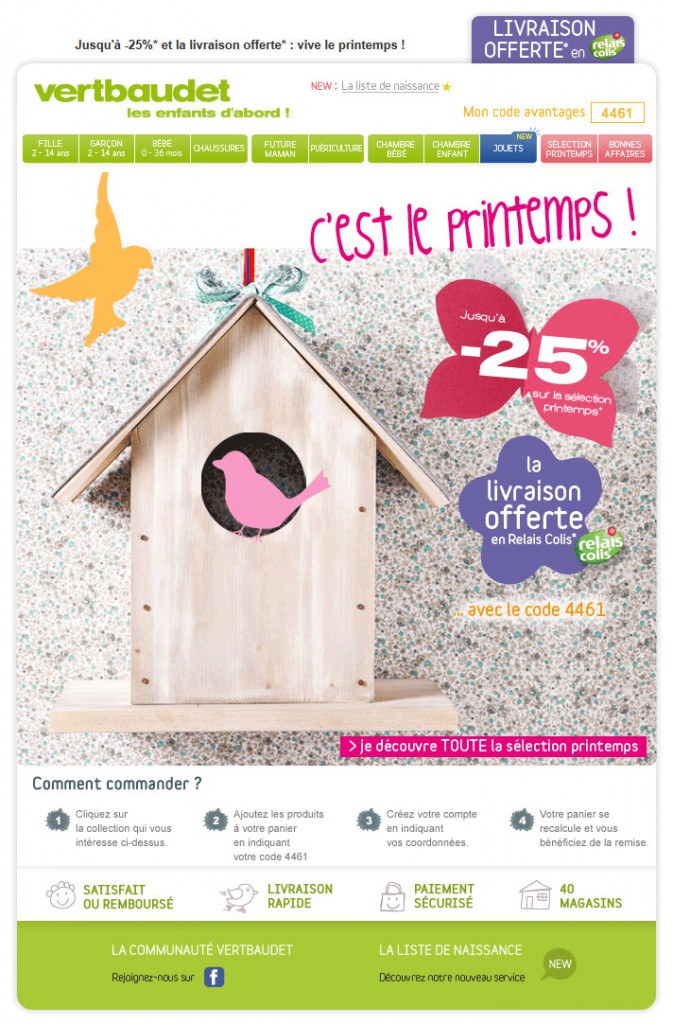 Jusqu'à -25%* et la livraison offerte* : vive le printemps !
LIVRAISON
OFFERTE* en relais colis
vertbaudet
les enfants d'abord !
NEW : La liste de naissance
Mon code avantages 4461
FILLE
2 - 14 ans
GARÇON
2 - 14 ans
BÉBÉ
0 - 36 mois
CHAUSSURES
FUTURE
MAMAN
PUÉRICULTURE
CHAMBRE
BÉBÉ
CHAMBRE
ENFANT
NEW
JOUETS
SÉLECTION
PRINTEMPS
BONNES
AFFAIRES
c'est le printemps !
Jusqu'à
-25%
sur la sélection
printemps*
la
livraison
offerte
en Relais Colis*
relais
colis
... avec le code 4461
> je découvre TOUTE la sélection printemps
Comment commander ?
1
Cliquez sur
la collection qui vous
intéresse ci-dessus.
2
Ajoutez les produits
à votre panier
en indiquant
votre code 4461
3
Créez votre compte
en indiquant
vos coordonnées.
4
Votre panier se
recalcule et vous
bénéficiez de la remise.
SATISFAIT
OU REMBOURSÉ
LIVRAISON
RAPIDE
PAIEMENT
SÉCURISÉ
40
MAGASINS
LA COMMUNAUTÉ VERTBAUDET
Rejoignez-nous sur f
LA LISTE DE NAISSANCE
Découvrez notre nouveau service
NEW